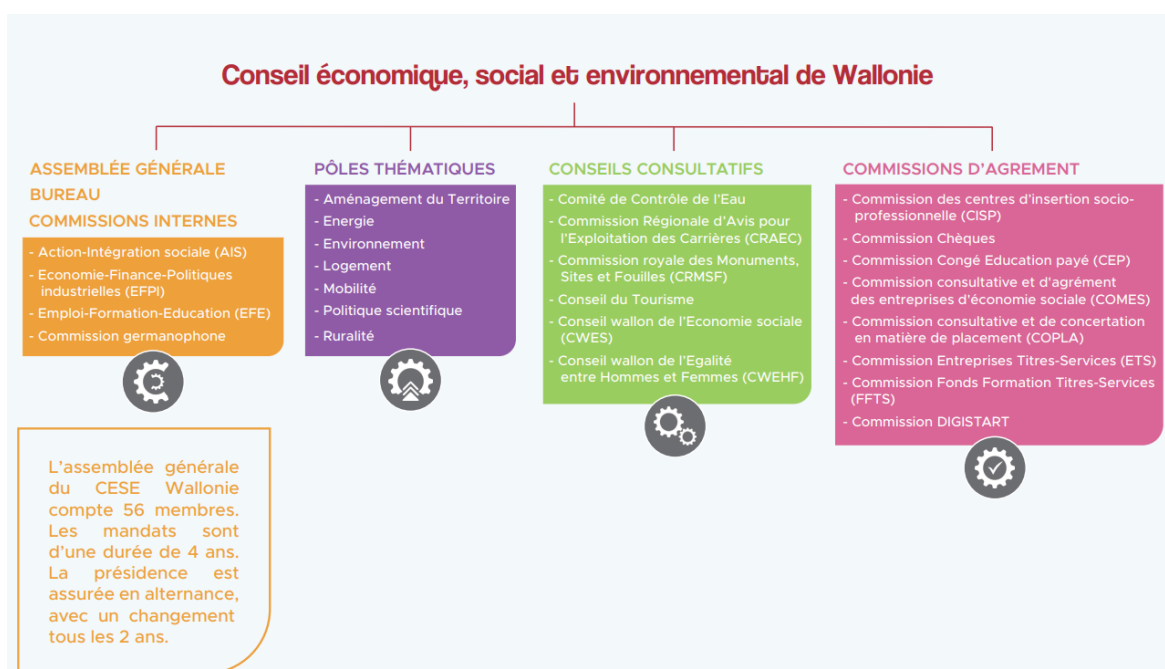 Conseil économique, social et environnemental de Wallonie
ASSEMBLÉE GÉNÉRALE
BUREAU
COMMISSIONS INTERNES
- Action-Intégration sociale (AIS)
- Economie-Finance-Politiques
industrielles (EFPI)
- Emploi-Formation-Education (EFE)
- Commission germanophone
PÔLES THÉMATIQUES
- Aménagement du Territoire
- Energie
- Environnement
- Logement
- Mobilité
- Politique scientifique
- Ruralité
CONSEILS CONSULTATIFS
- Comité de Contrôle de l'Eau
- Commission Régionale d'Avis pour
l'Exploitation des Carrières (CRAEC)
- Commission royale des Monuments,
Sites et Fouilles (CRMSF)
- Conseil du Tourisme
- Conseil wallon de l'Economie sociale
(CWES)
- Conseil wallon de l'Egalité
entre Hommes et Femmes (CWEHF)
COMMISSIONS D'AGREMENT
- Commission des centres d'insertion socio-
professionnelle (CISP)
- Commission Chèques
- Commission Congé Education payé (CEP)
- Commission consultative et d'agrément
des entreprises d'économie sociale (COMES)
- Commission consultative et de concertation
en matière de placement (COPLA)
- Commission Entreprises Titres-Services (ETS)
- Commission Fonds Formation Titres-Services
(FFTS)
- Commission DIGISTART
L'assemblée générale
du CESE Wallonie
compte 56 membres.
Les mandats sont
d'une durée de 4 ans.
La présidence est
assurée en alternance,
avec un changement
tous les 2 ans.